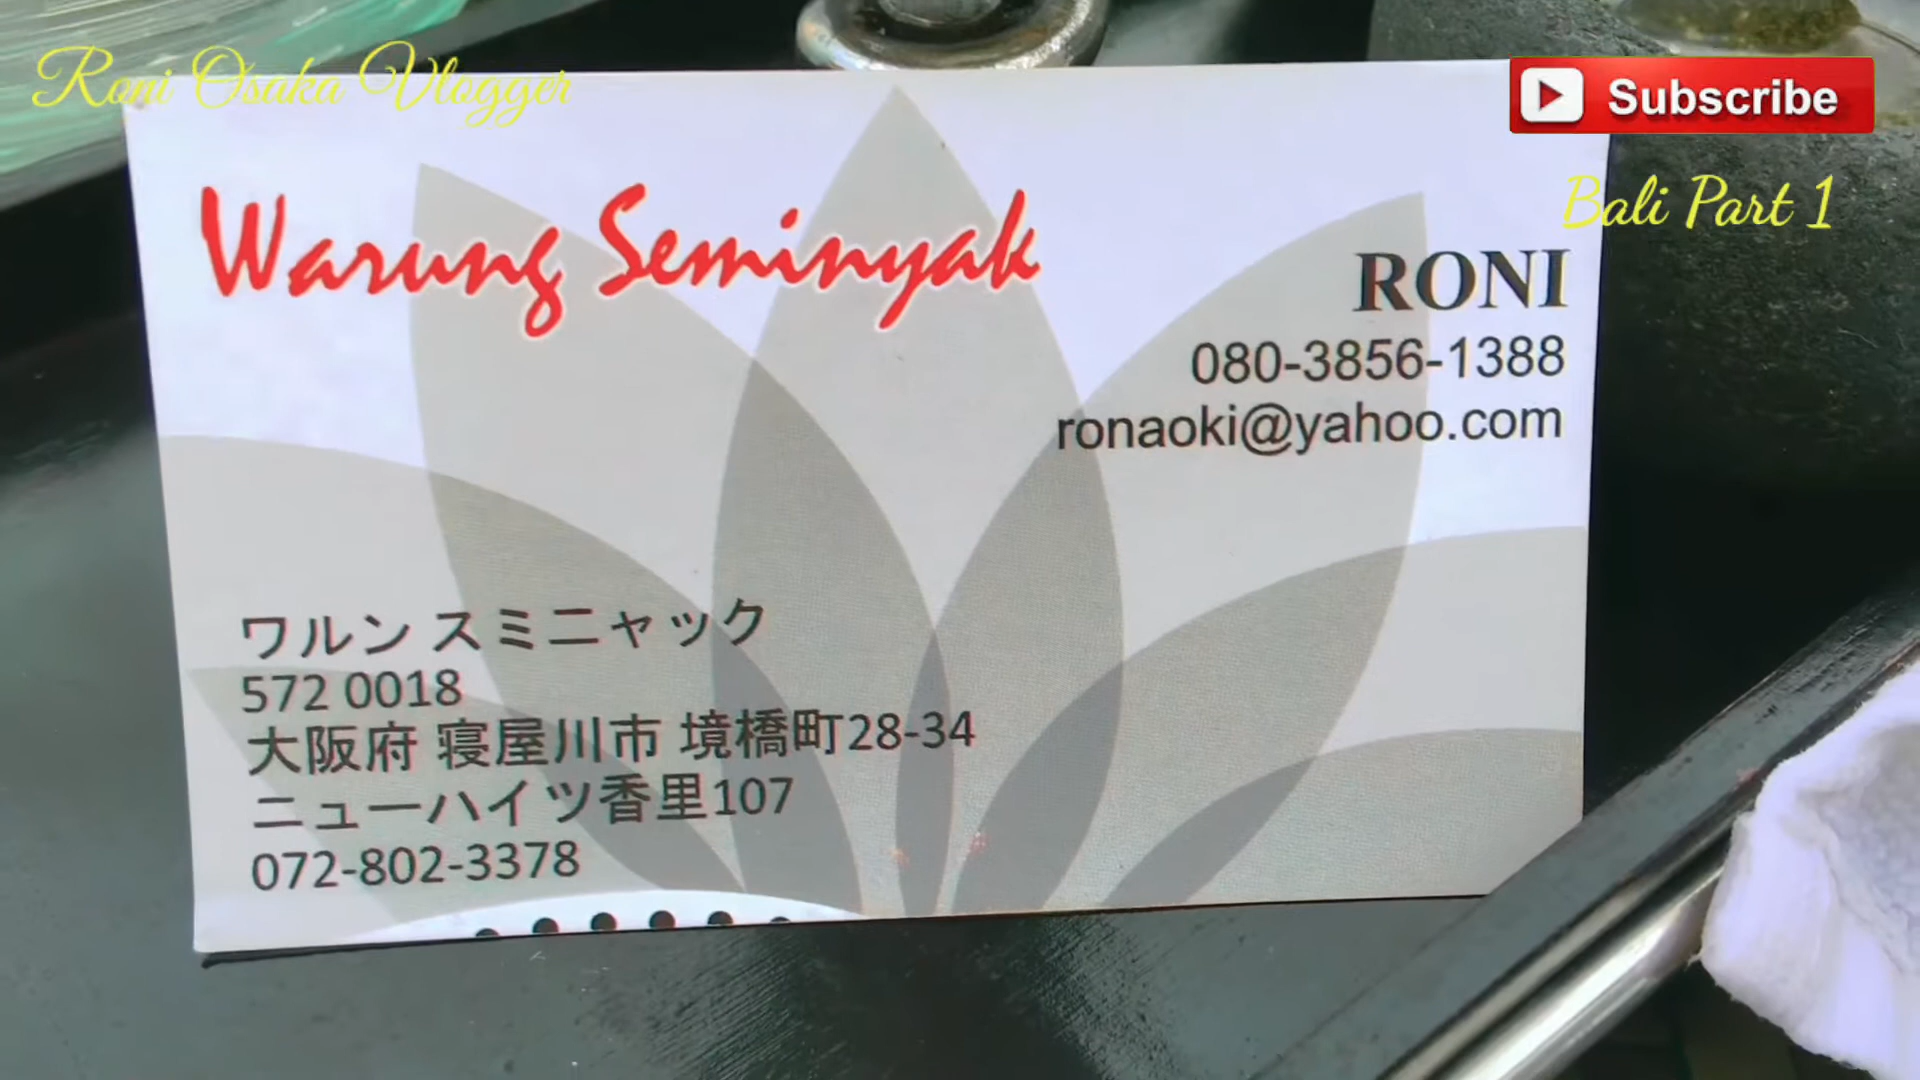 Roni Osaka Vlogger
Subscribe
Bali Part 1
Warung Seminyak
RONI
080-3856-1388
ronaoki@yahoo.com
ワルン スミニャック
572 0018
大阪府 寝屋川市 境橋町28-34
ニューハイツ香里107
072-802-3378